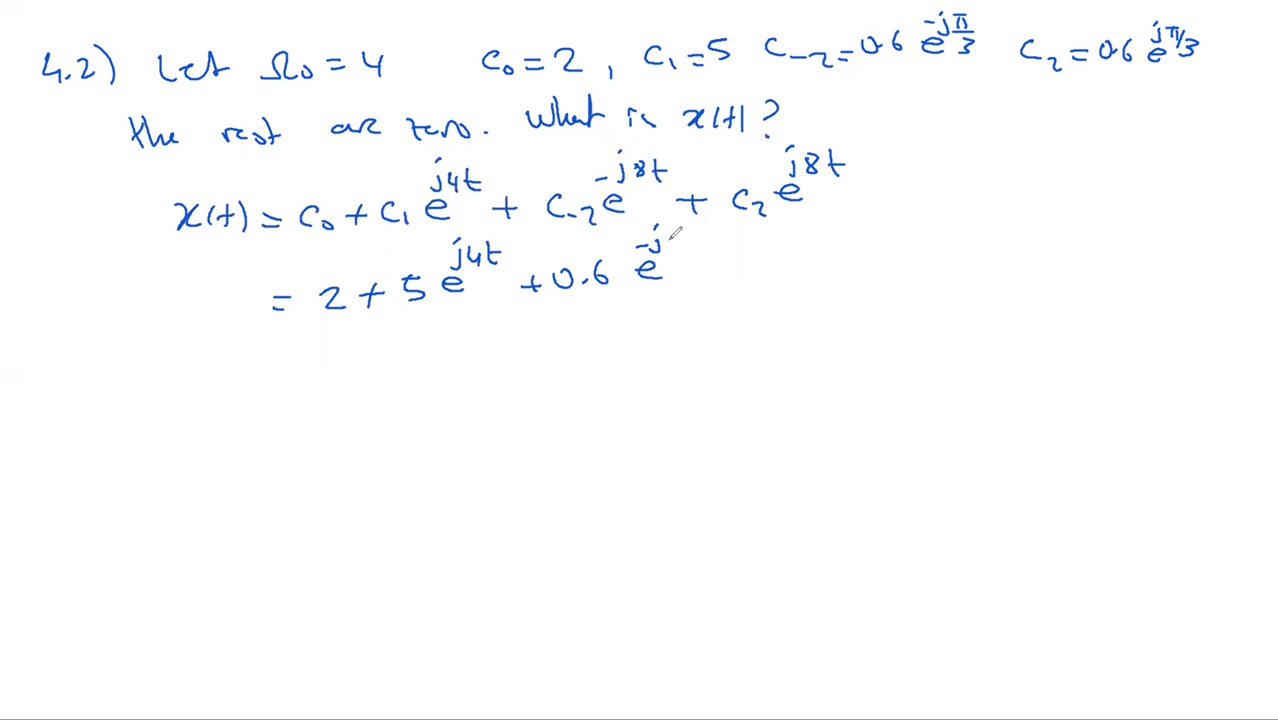 4.2) Let Ω₀ = 4 c₀ = 2 , c₁ = 5 c₋₂ = 0.6 e^{-jπ/3} c₂ = 0.6 e^{jπ/3}
the rest are zero. What is x(t)?
x(t) = c₀ + c₁ e^{j4t} + c₋₂ e^{-j8t} + c₂ e^{j8t}
= 2 + 5 e^{j4t} + 0.6 e^{-j}